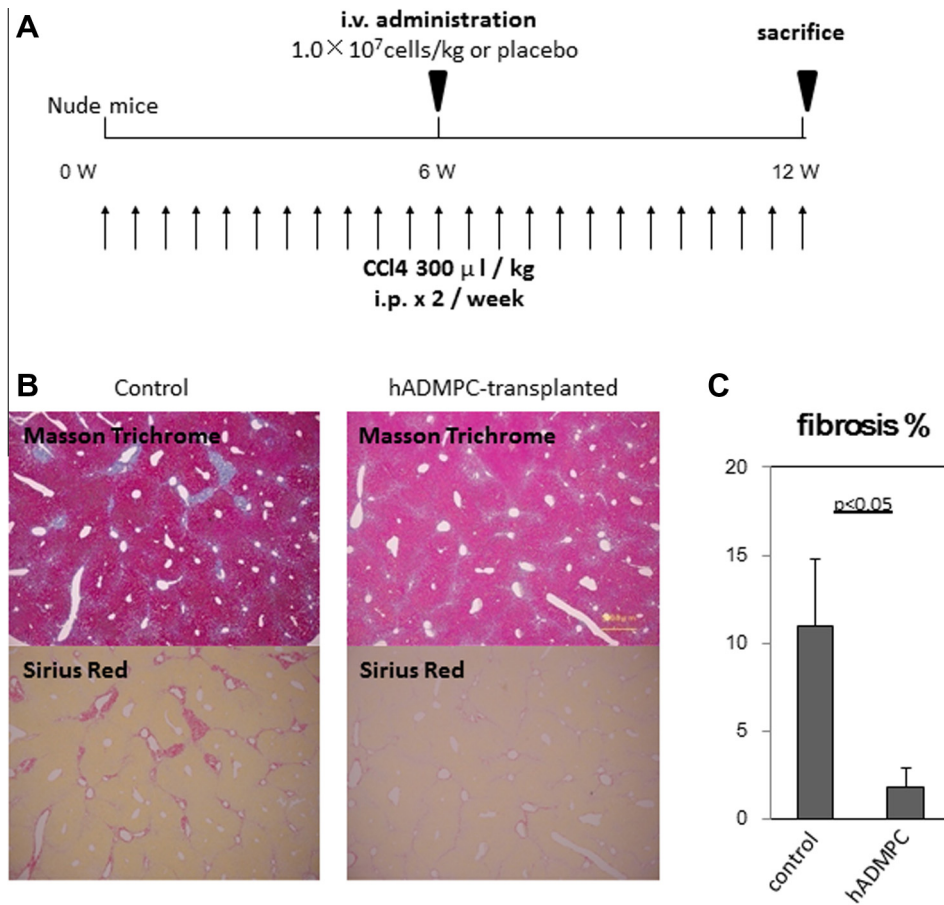 A
i.v. administration
1.0×10⁷cells/kg or placebo
sacrifice
Nude mice
0 W
6 W
12 W
CCl4 300 μl / kg
i.p. x 2 / week
B
Control
hADMPC-transplanted
Masson Trichrome
Masson Trichrome
Sirius Red
Sirius Red
C
fibrosis %
20
p<0.05
15
10
5
0
control
hADMPC